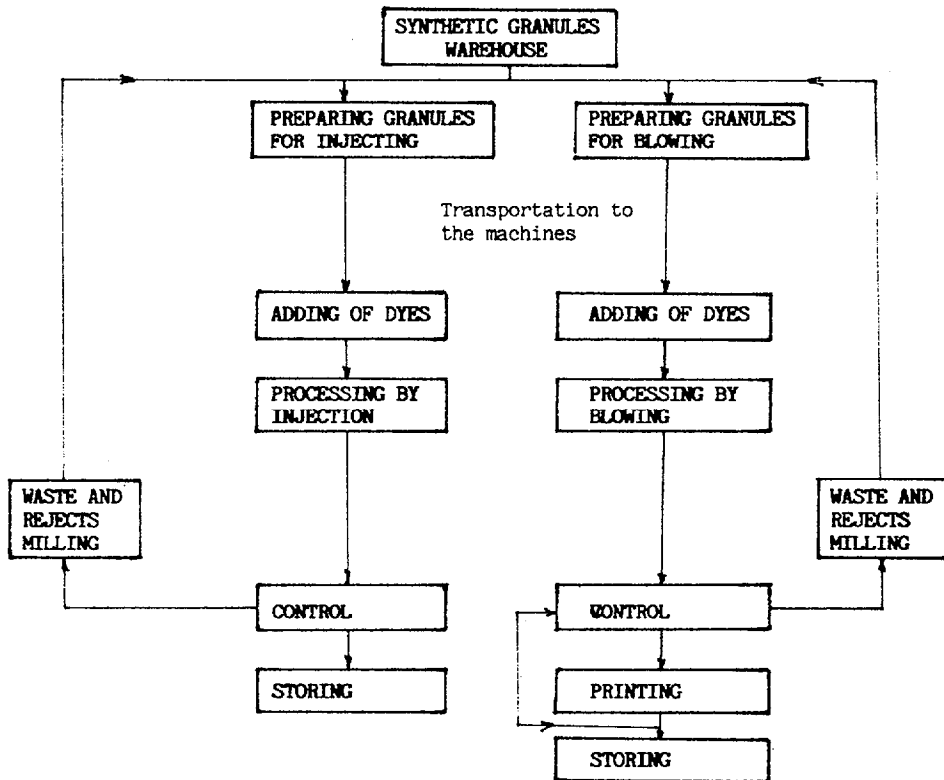 SYNTHETIC GRANULES
WAREHOUSE
PREPARING GRANULES
FOR INJECTING
PREPARING GRANULES
FOR BLOWING
Transportation to
the machines
ADDING OF DYES
ADDING OF DYES
PROCESSING BY
INJECTION
PROCESSING BY
BLOWING
WASTE AND
REJECTS
MILLING
WASTE AND
REJECTS
MILLING
CONTROL
CONTROL
STORING
PRINTING
STORING